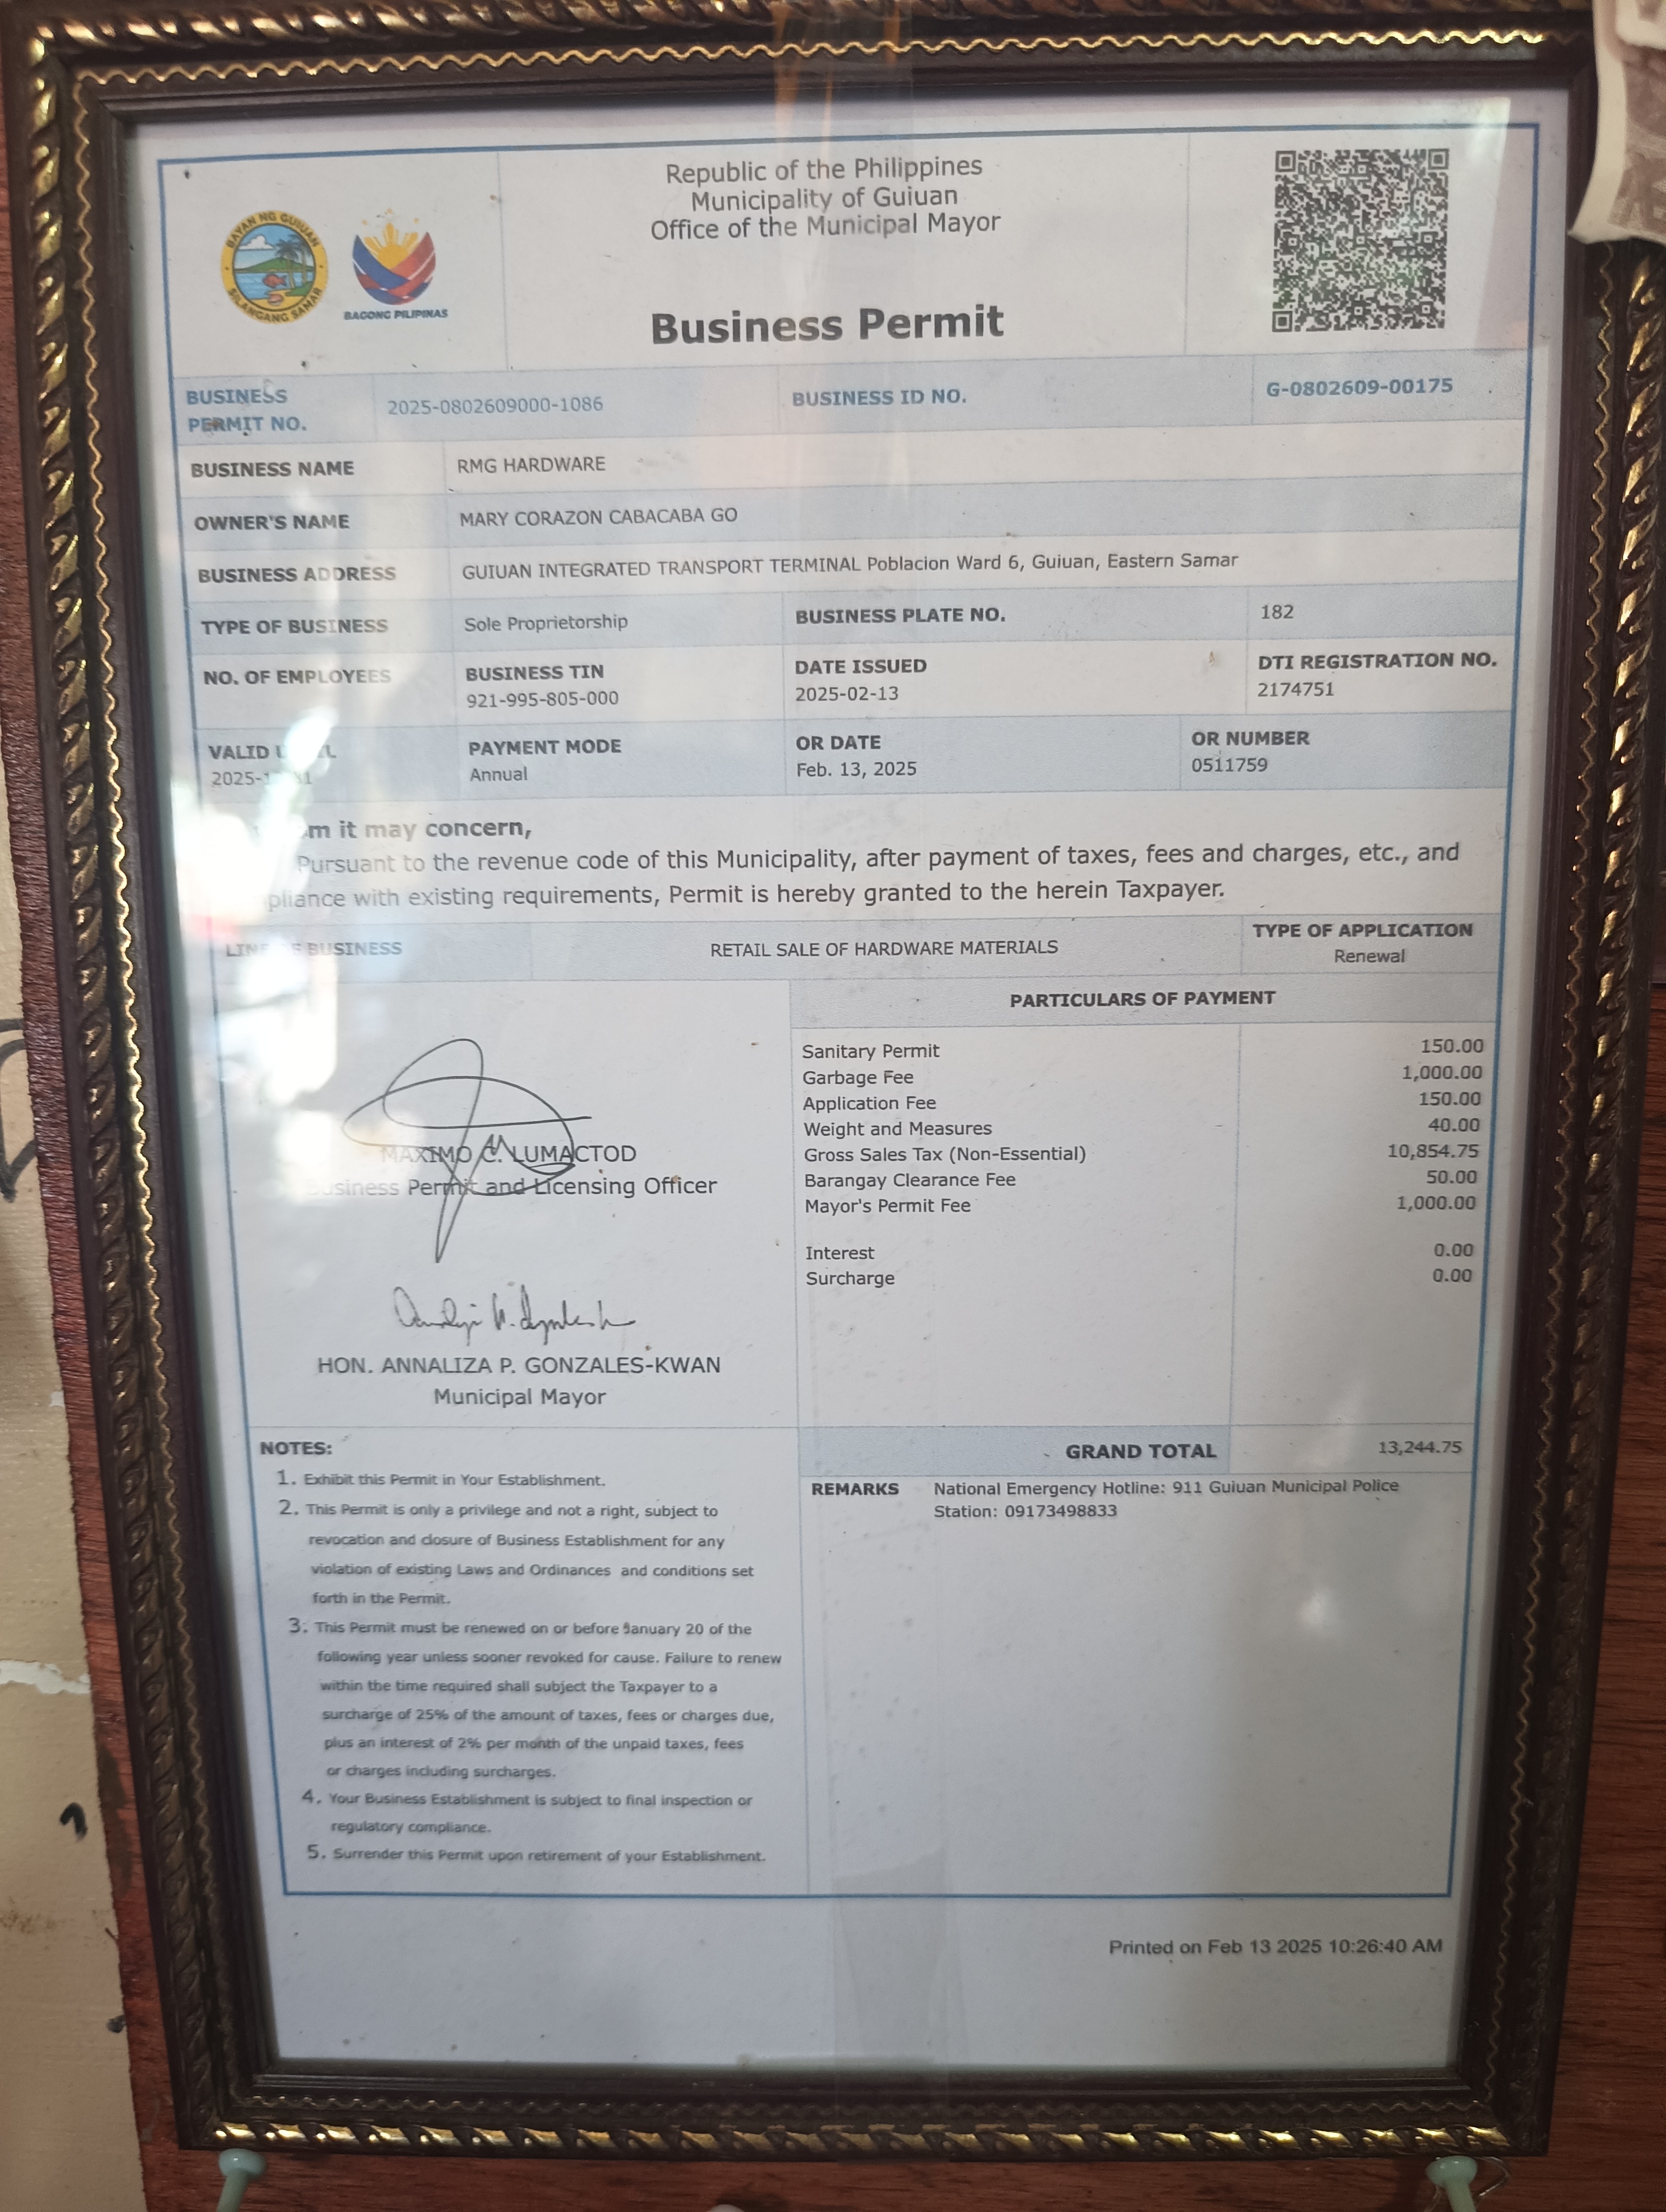 Republic of the Philippines
Municipality of Guiuan
Office of the Municipal Mayor
BAYAN NG GUIUAN
SILANGANG SAMAR
BAGONG PILIPINAS
Business Permit
BUSINESS PERMIT NO. 2025-0802609000-1086 BUSINESS ID NO. G-0802609-00175
BUSINESS NAME RMG HARDWARE
OWNER'S NAME MARY CORAZON CABACABA GO
BUSINESS ADDRESS GUIUAN INTEGRATED TRANSPORT TERMINAL Poblacion Ward 6, Guiuan, Eastern Samar
TYPE OF BUSINESS Sole Proprietorship BUSINESS PLATE NO. 182
NO. OF EMPLOYEES BUSINESS TIN DATE ISSUED DTI REGISTRATION NO.
921-995-805-000 2025-02-13 2174751
VALID PAYMENT MODE OR DATE OR NUMBER
Annual Feb. 13, 2025 0511759
it may concern,
Pursuant to the revenue code of this Municipality, after payment of taxes, fees and charges, etc., and
with existing requirements, Permit is hereby granted to the herein Taxpayer.
BUSINESS RETAIL SALE OF HARDWARE MATERIALS TYPE OF APPLICATION
Renewal
PARTICULARS OF PAYMENT
Sanitary Permit 150.00
Garbage Fee 1,000.00
Application Fee 150.00
Weight and Measures 40.00
Gross Sales Tax (Non-Essential) 10,854.75
Barangay Clearance Fee 50.00
Mayor's Permit Fee 1,000.00
Interest 0.00
Surcharge 0.00
MAXIMO C. LUMACTOD
Business Permit and Licensing Officer
HON. ANNALIZA P. GONZALES-KWAN
Municipal Mayor
GRAND TOTAL 13,244.75
NOTES:
1. Exhibit this Permit in Your Establishment.
2. This Permit is only a privilege and not a right, subject to
revocation and closure of Business Establishment for any
violation of existing Laws and Ordinances and conditions set
forth in the Permit.
3. This Permit must be renewed on or before January 20 of the
following year unless sooner revoked for cause. Failure to renew
within the time required shall subject the Taxpayer to a
surcharge of 25% of the amount of taxes, fees or charges due,
plus an interest of 2% per month of the unpaid taxes, fees
or charges including surcharges.
4. Your Business Establishment is subject to final inspection or
regulatory compliance.
5. Surrender this Permit upon retirement of your Establishment.
REMARKS National Emergency Hotline: 911 Guiuan Municipal Police
Station: 09173498833
Printed on Feb 13 2025 10:26:40 AM